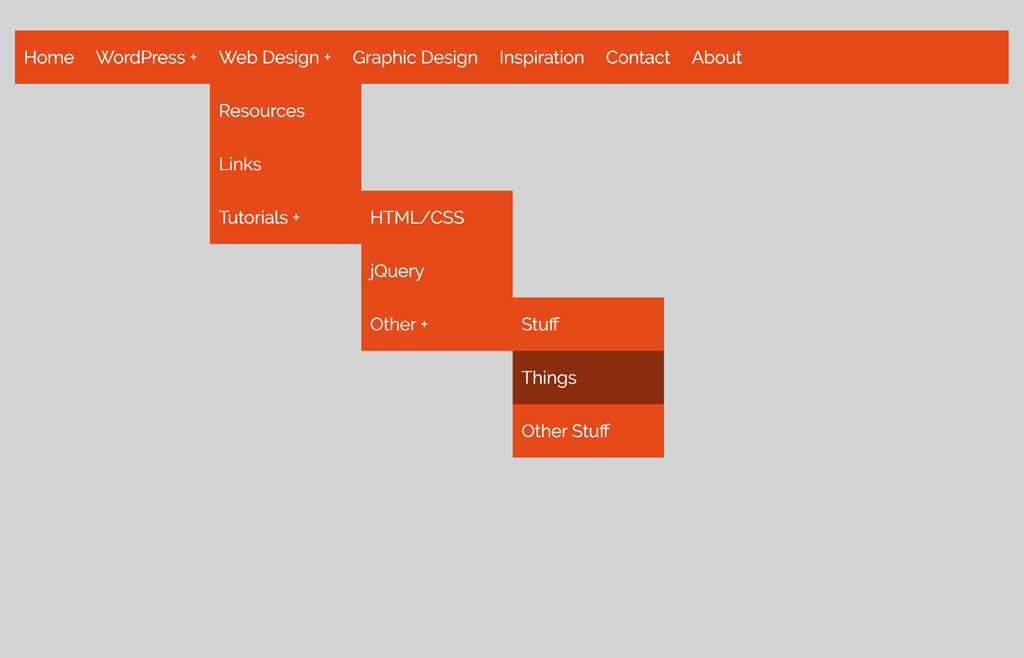 Home WordPress + Web Design + Graphic Design Inspiration Contact About
Resources
Links
Tutorials + HTML/CSS
jQuery
Other + Stuff
Things
Other Stuff